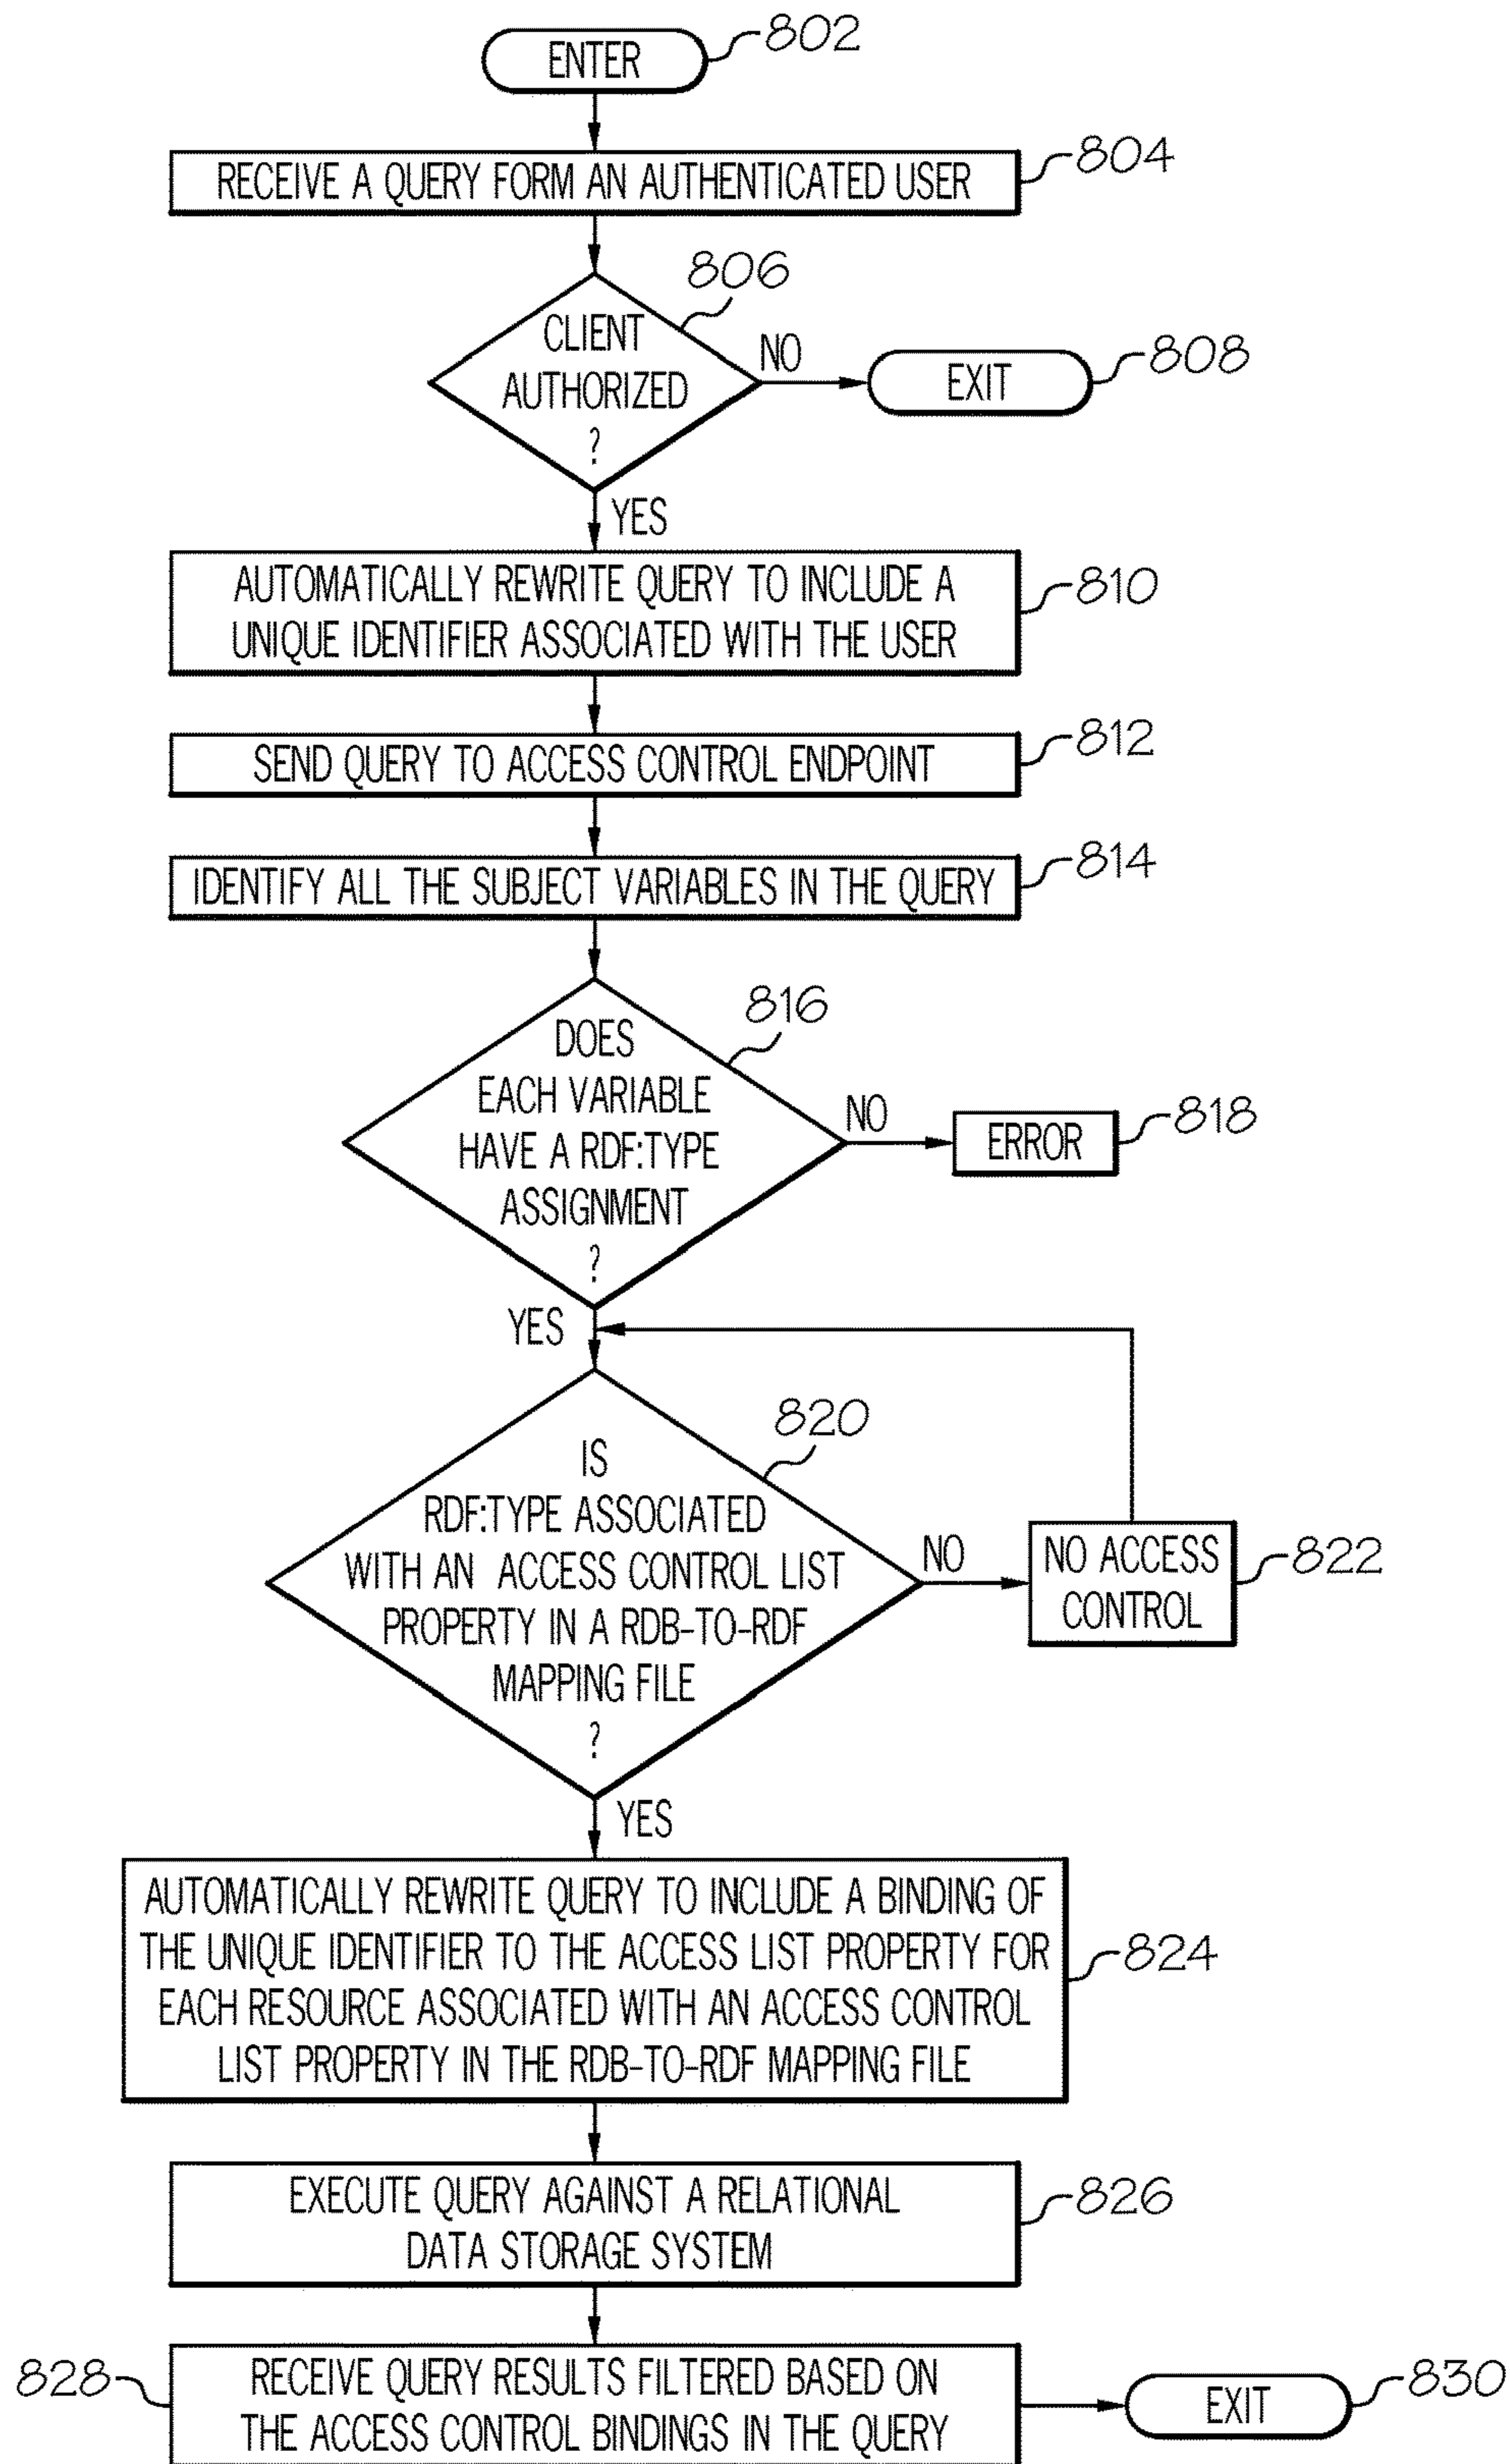 ENTER
802
RECEIVE A QUERY FORM AN AUTHENTICATED USER
804
806
CLIENT
AUTHORIZED
?
NO
EXIT
808
YES
AUTOMATICALLY REWRITE QUERY TO INCLUDE A
UNIQUE IDENTIFIER ASSOCIATED WITH THE USER
810
SEND QUERY TO ACCESS CONTROL ENDPOINT
812
IDENTIFY ALL THE SUBJECT VARIABLES IN THE QUERY
814
816
DOES
EACH VARIABLE
HAVE A RDF:TYPE
ASSIGNMENT
?
NO
ERROR
818
YES
820
IS
RDF:TYPE ASSOCIATED
WITH AN ACCESS CONTROL LIST
PROPERTY IN A RDB-TO-RDF
MAPPING FILE
?
NO
NO ACCESS
CONTROL
822
YES
AUTOMATICALLY REWRITE QUERY TO INCLUDE A BINDING OF
THE UNIQUE IDENTIFIER TO THE ACCESS LIST PROPERTY FOR
EACH RESOURCE ASSOCIATED WITH AN ACCESS CONTROL
LIST PROPERTY IN THE RDB-TO-RDF MAPPING FILE
824
EXECUTE QUERY AGAINST A RELATIONAL
DATA STORAGE SYSTEM
826
828
RECEIVE QUERY RESULTS FILTERED BASED ON
THE ACCESS CONTROL BINDINGS IN THE QUERY
EXIT
830